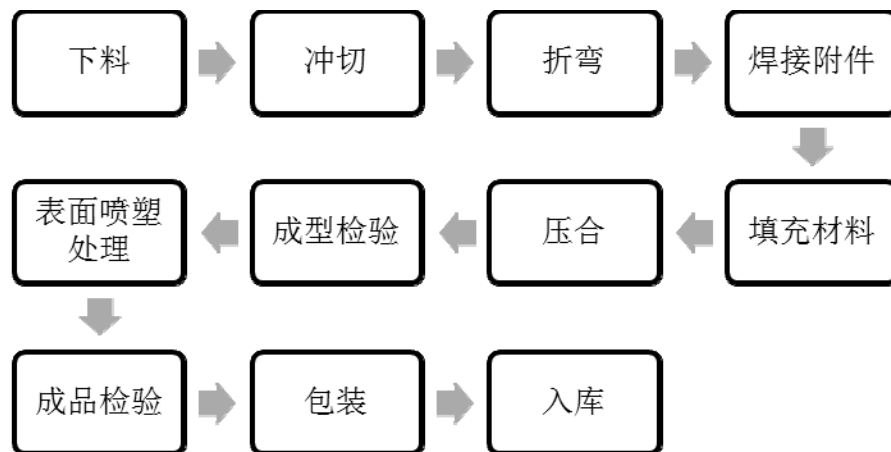 下料
冲切
折弯
焊接附件
填充材料
压合
成型检验
表面喷塑
处理
成品检验
包装
入库